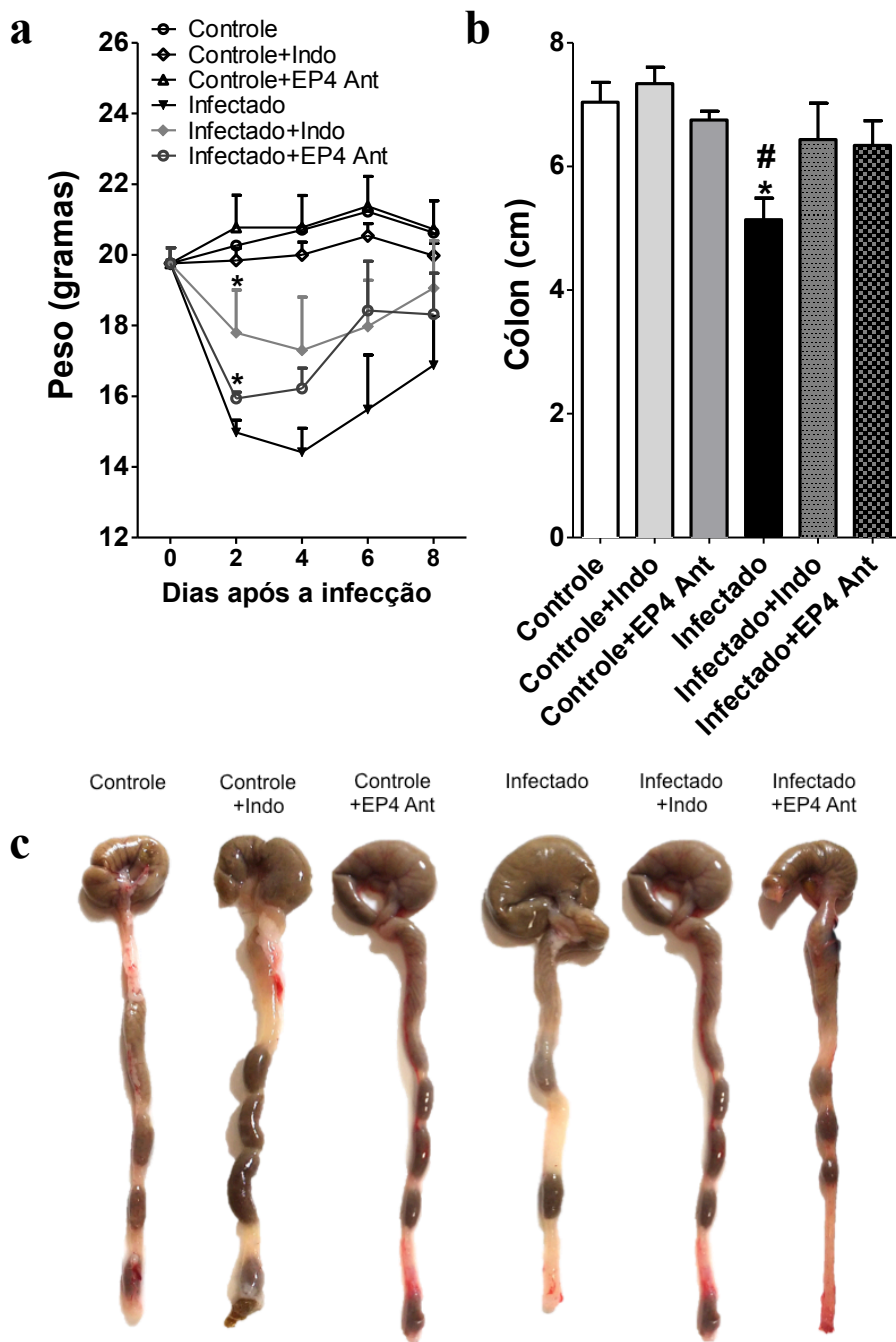 a
26
24
22
20
18
16
14
12
Peso (gramas)
Controle
Controle+Indo
Controle+EP4 Ant
Infectado
Infectado+Indo
Infectado+EP4 Ant
*
*
0
2
4
6
8
Dias após a infecção
b
8
6
4
2
0
Cólon (cm)
#
*
Controle
Controle+Indo
Controle+EP4 Ant
Infectado
Infectado+Indo
Infectado+EP4 Ant
c
Controle
Controle
+Indo
Controle
+EP4 Ant
Infectado
Infectado
+Indo
Infectado
+EP4 Ant